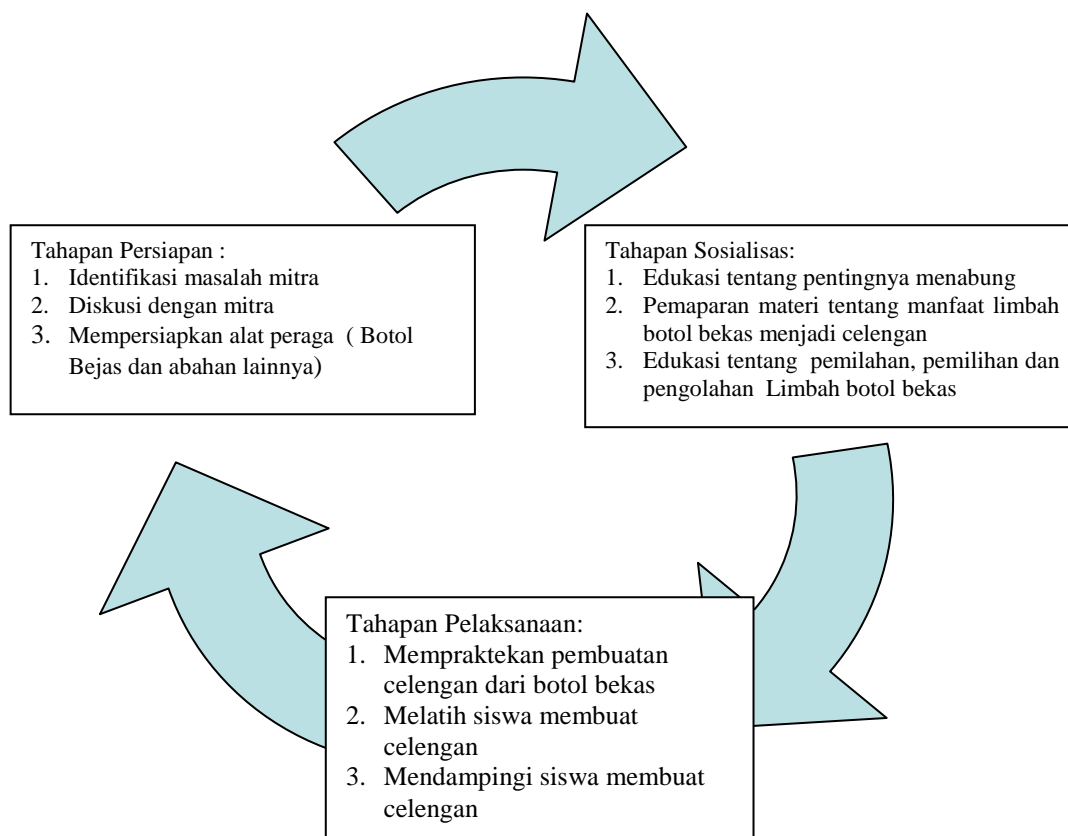 Tahapan Persiapan :
1. Identifikasi masalah mitra
2. Diskusi dengan mitra
3. Mempersiapkan alat peraga ( Botol
Bejas dan abahan lainnya)
Tahapan Sosialisas:
1. Edukasi tentang pentingnya menabung
2. Pemaparan materi tentang manfaat limbah
botol bekas menjadi celengan
3. Edukasi tentang pemilahan, pemilihan dan
pengolahan Limbah botol bekas
Tahapan Pelaksanaan:
1. Mempraktekan pembuatan
celengan dari botol bekas
2. Melatih siswa membuat
celengan
3. Mendampingi siswa membuat
celengan